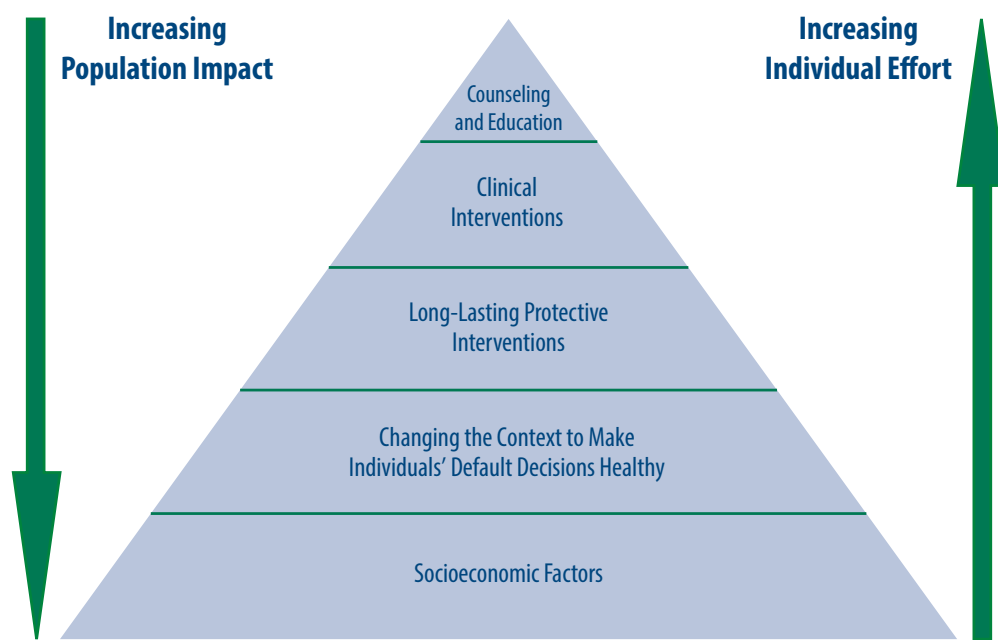 Increasing
Population Impact
Increasing
Individual Effort
Counseling
and Education
Clinical
Interventions
Long-Lasting Protective
Interventions
Changing the Context to Make
Individuals’ Default Decisions Healthy
Socioeconomic Factors